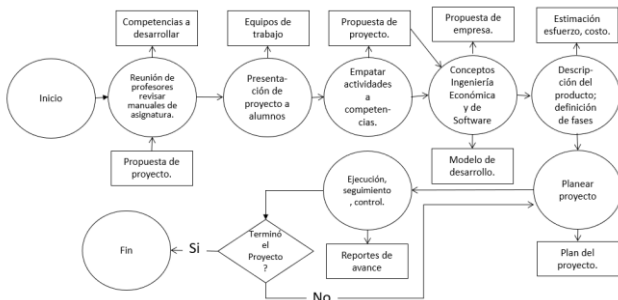 Competencias a
desarrollar
Equipos de
trabajo
Propuesta de
proyecto.
Propuesta de
empresa.
Estimación
esfuerzo, costo.
Inicio
Reunión de
profesores
revisar
manuales de
asignatura.
Presenta-
ción de
proyecto a
alumnos
Empatar
actividades
a
competen-
cias.
Conceptos
Ingeniería
Económica
y de
Software
Descrip-
ción del
producto;
definición
de fases
Propuesta de
proyecto.
Modelo de
desarrollo.
Ejecución,
seguimiento
, control.
Planear
proyecto
Fin
Si
Terminó
el
Proyecto
?
Reportes de
avance
Plan del
proyecto.
No